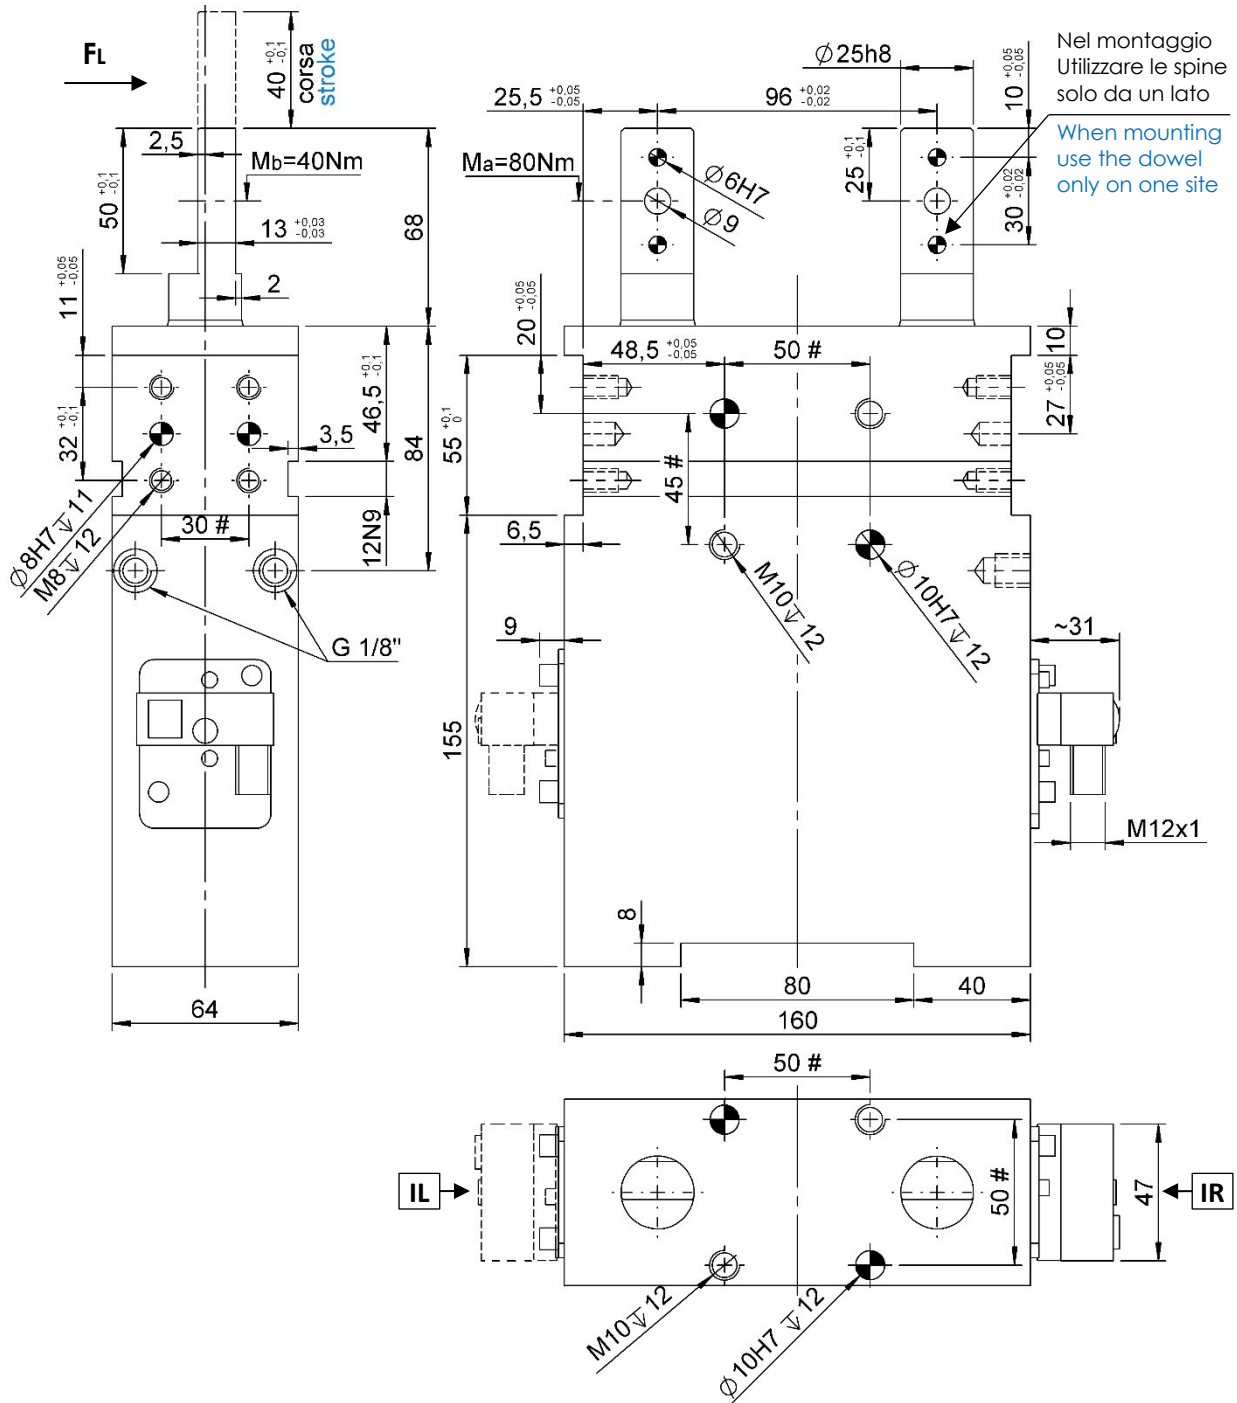 FL
40 +0,1 -0,1
corsa
stroke
2,5
Mb=40Nm
50 +0,1 -0,1
13 +0,03 -0,03
68
2
11 +0,05 -0,05
32 +0,1 -0,1
46,5 +0,1 -0,1
84
3,5
30 #
12N9
Ø8H7↧11
M8↧12
G 1/8"
64
Ø25h8
25,5 +0,05 -0,05
96 +0,02 -0,02
10 +0,05 -0,05
Nel montaggio
Utilizzare le spine
solo da un lato
When mounting
use the dowel
only on one site
Ma=80Nm
Ø6H7
Ø9
25 +0,1 -0,1
30 +0,02 -0,02
20 +0,05 -0,05
48,5 +0,05 -0,05
50 #
10
27 +0,05 -0,05
55 +0,1 0
45 #
6,5
M10↧12
Ø10H7↧12
9
~31
155
M12x1
8
80
40
160
50 #
IL
50 #
47
IR
M10↧12
Ø10H7 ↧12